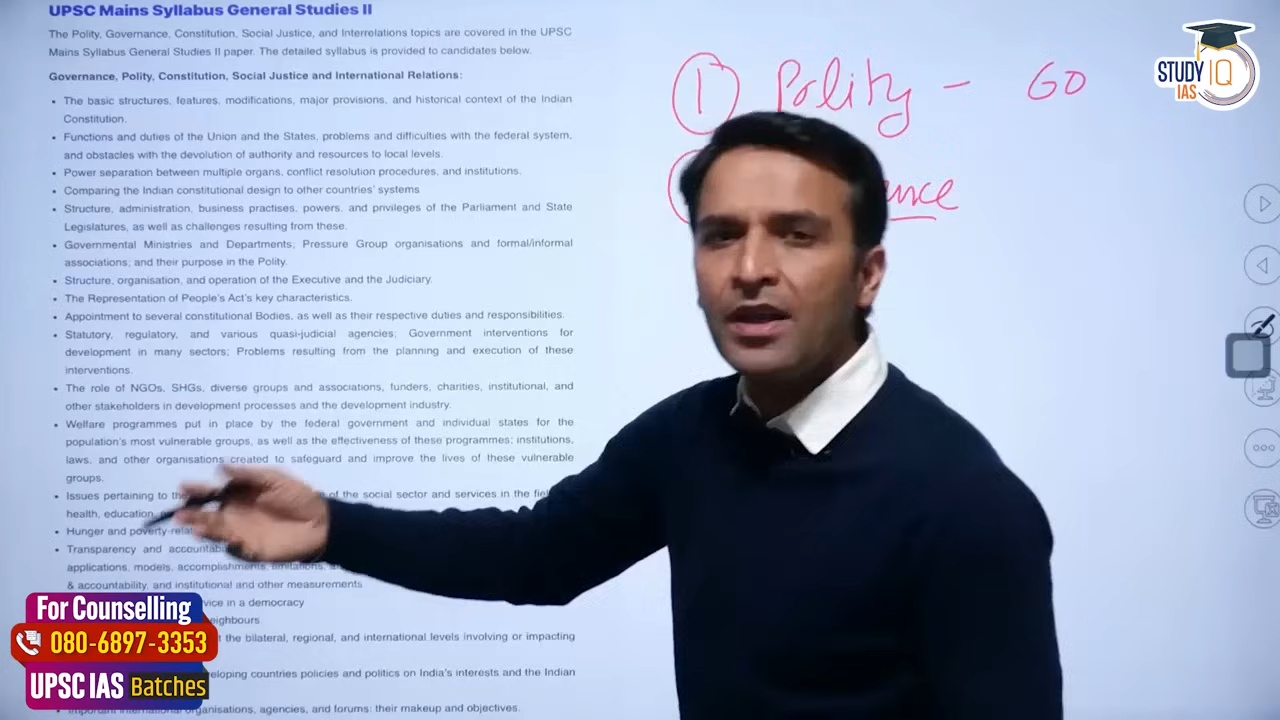 UPSC Mains Syllabus General Studies II
The Polity, Governance, Constitution, Social Justice, and Interrelations topics are covered in the UPSC
Mains Syllabus General Studies II paper. The detailed syllabus is provided to candidates below.
Governance, Polity, Constitution, Social Justice and International Relations:
• The basic structures, features, modifications, major provisions, and historical context of the Indian
Constitution.
• Functions and duties of the Union and the States, problems and difficulties with the federal system,
and obstacles with the devolution of authority and resources to local levels.
• Power separation between multiple organs, conflict resolution procedures, and institutions.
• Comparing the Indian constitutional design to other countries' systems
• Structure, administration, business practises, powers, and privileges of the Parliament and State
Legislatures, as well as challenges resulting from these.
• Governmental Ministries and Departments; Pressure Group organisations and formal/informal
associations; and their purpose in the Polity.
• Structure, organisation, and operation of the Executive and the Judiciary.
• The Representation of People's Act's key characteristics.
• Appointment to several constitutional Bodies, as well as their respective duties and responsibilities.
• Statutory, regulatory, and various quasi-judicial agencies; Government interventions for
development in many sectors; Problems resulting from the planning and execution of these
interventions.
• The role of NGOs, SHGs, diverse groups and associations, funders, charities, institutional, and
other stakeholders in development processes and the development industry.
• Welfare programmes put in place by the federal government and individual states for the
population's most vulnerable groups, as well as the effectiveness of these programmes; institutions,
laws, and other organisations created to safeguard and improve the lives of these vulnerable
groups.
• Issues pertaining to the of the social sector and services in the
health, education,
• Hunger and
• Transparency and
applications, models, accomplishments, limitations,
& accountability, and institutional and other measurements
in a democracy
the bilateral, regional, and international levels involving or impacting
countries policies and politics on India's interests and the Indian
• Important international organisations, agencies, and forums: their makeup and objectives.
① Polity - 60
STUDY IQ
IAS
For Counselling
080-6897-3353
UPSC IAS Batches